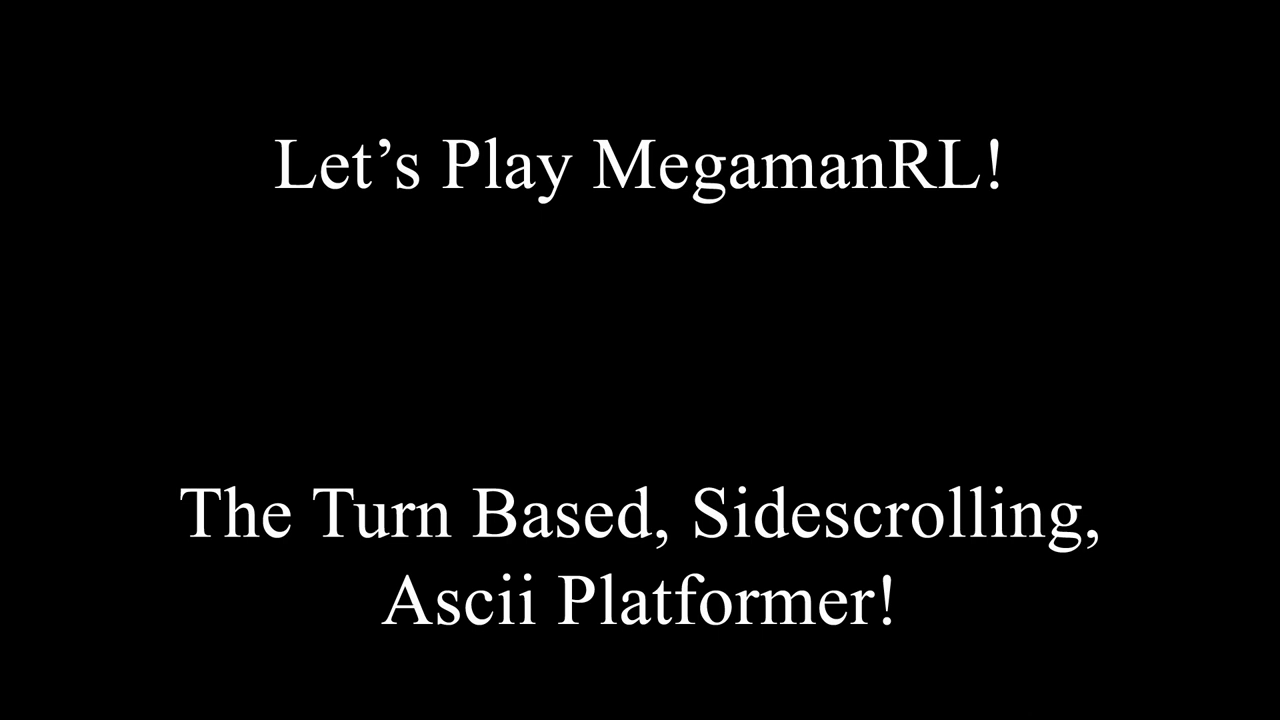 Let’s Play MegamanRL!
The Turn Based, Sidescrolling,
Ascii Platformer!